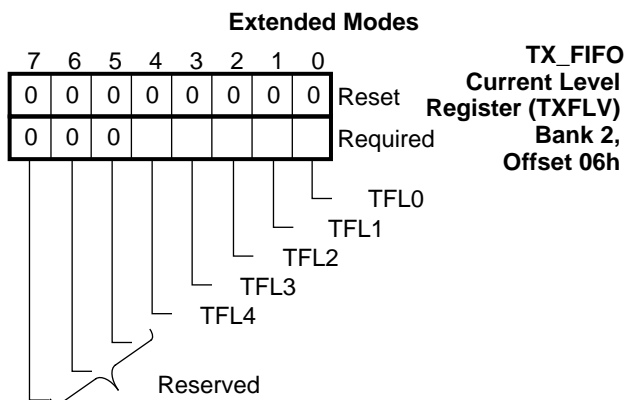 Extended Modes
7 6 5 4 3 2 1 0
0 0 0 0 0 0 0 0 Reset
0 0 0 Required
TX_FIFO
Current Level
Register (TXFLV)
Bank 2,
Offset 06h
TFL0
TFL1
TFL2
TFL3
TFL4
Reserved